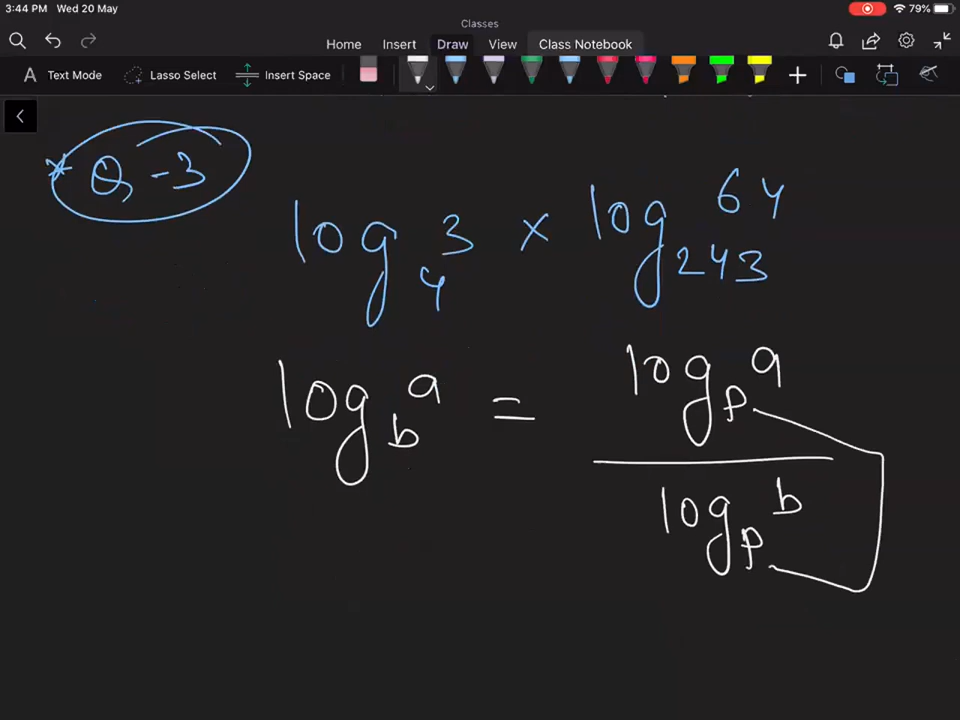 3:44 PM Wed 20 May 79%
Classes
Home Insert Draw View Class Notebook
A Text Mode Lasso Select Insert Space
* Q-3
log₄ 3 × log₂₄₃ 64
log_b a = log_p a
log_p b